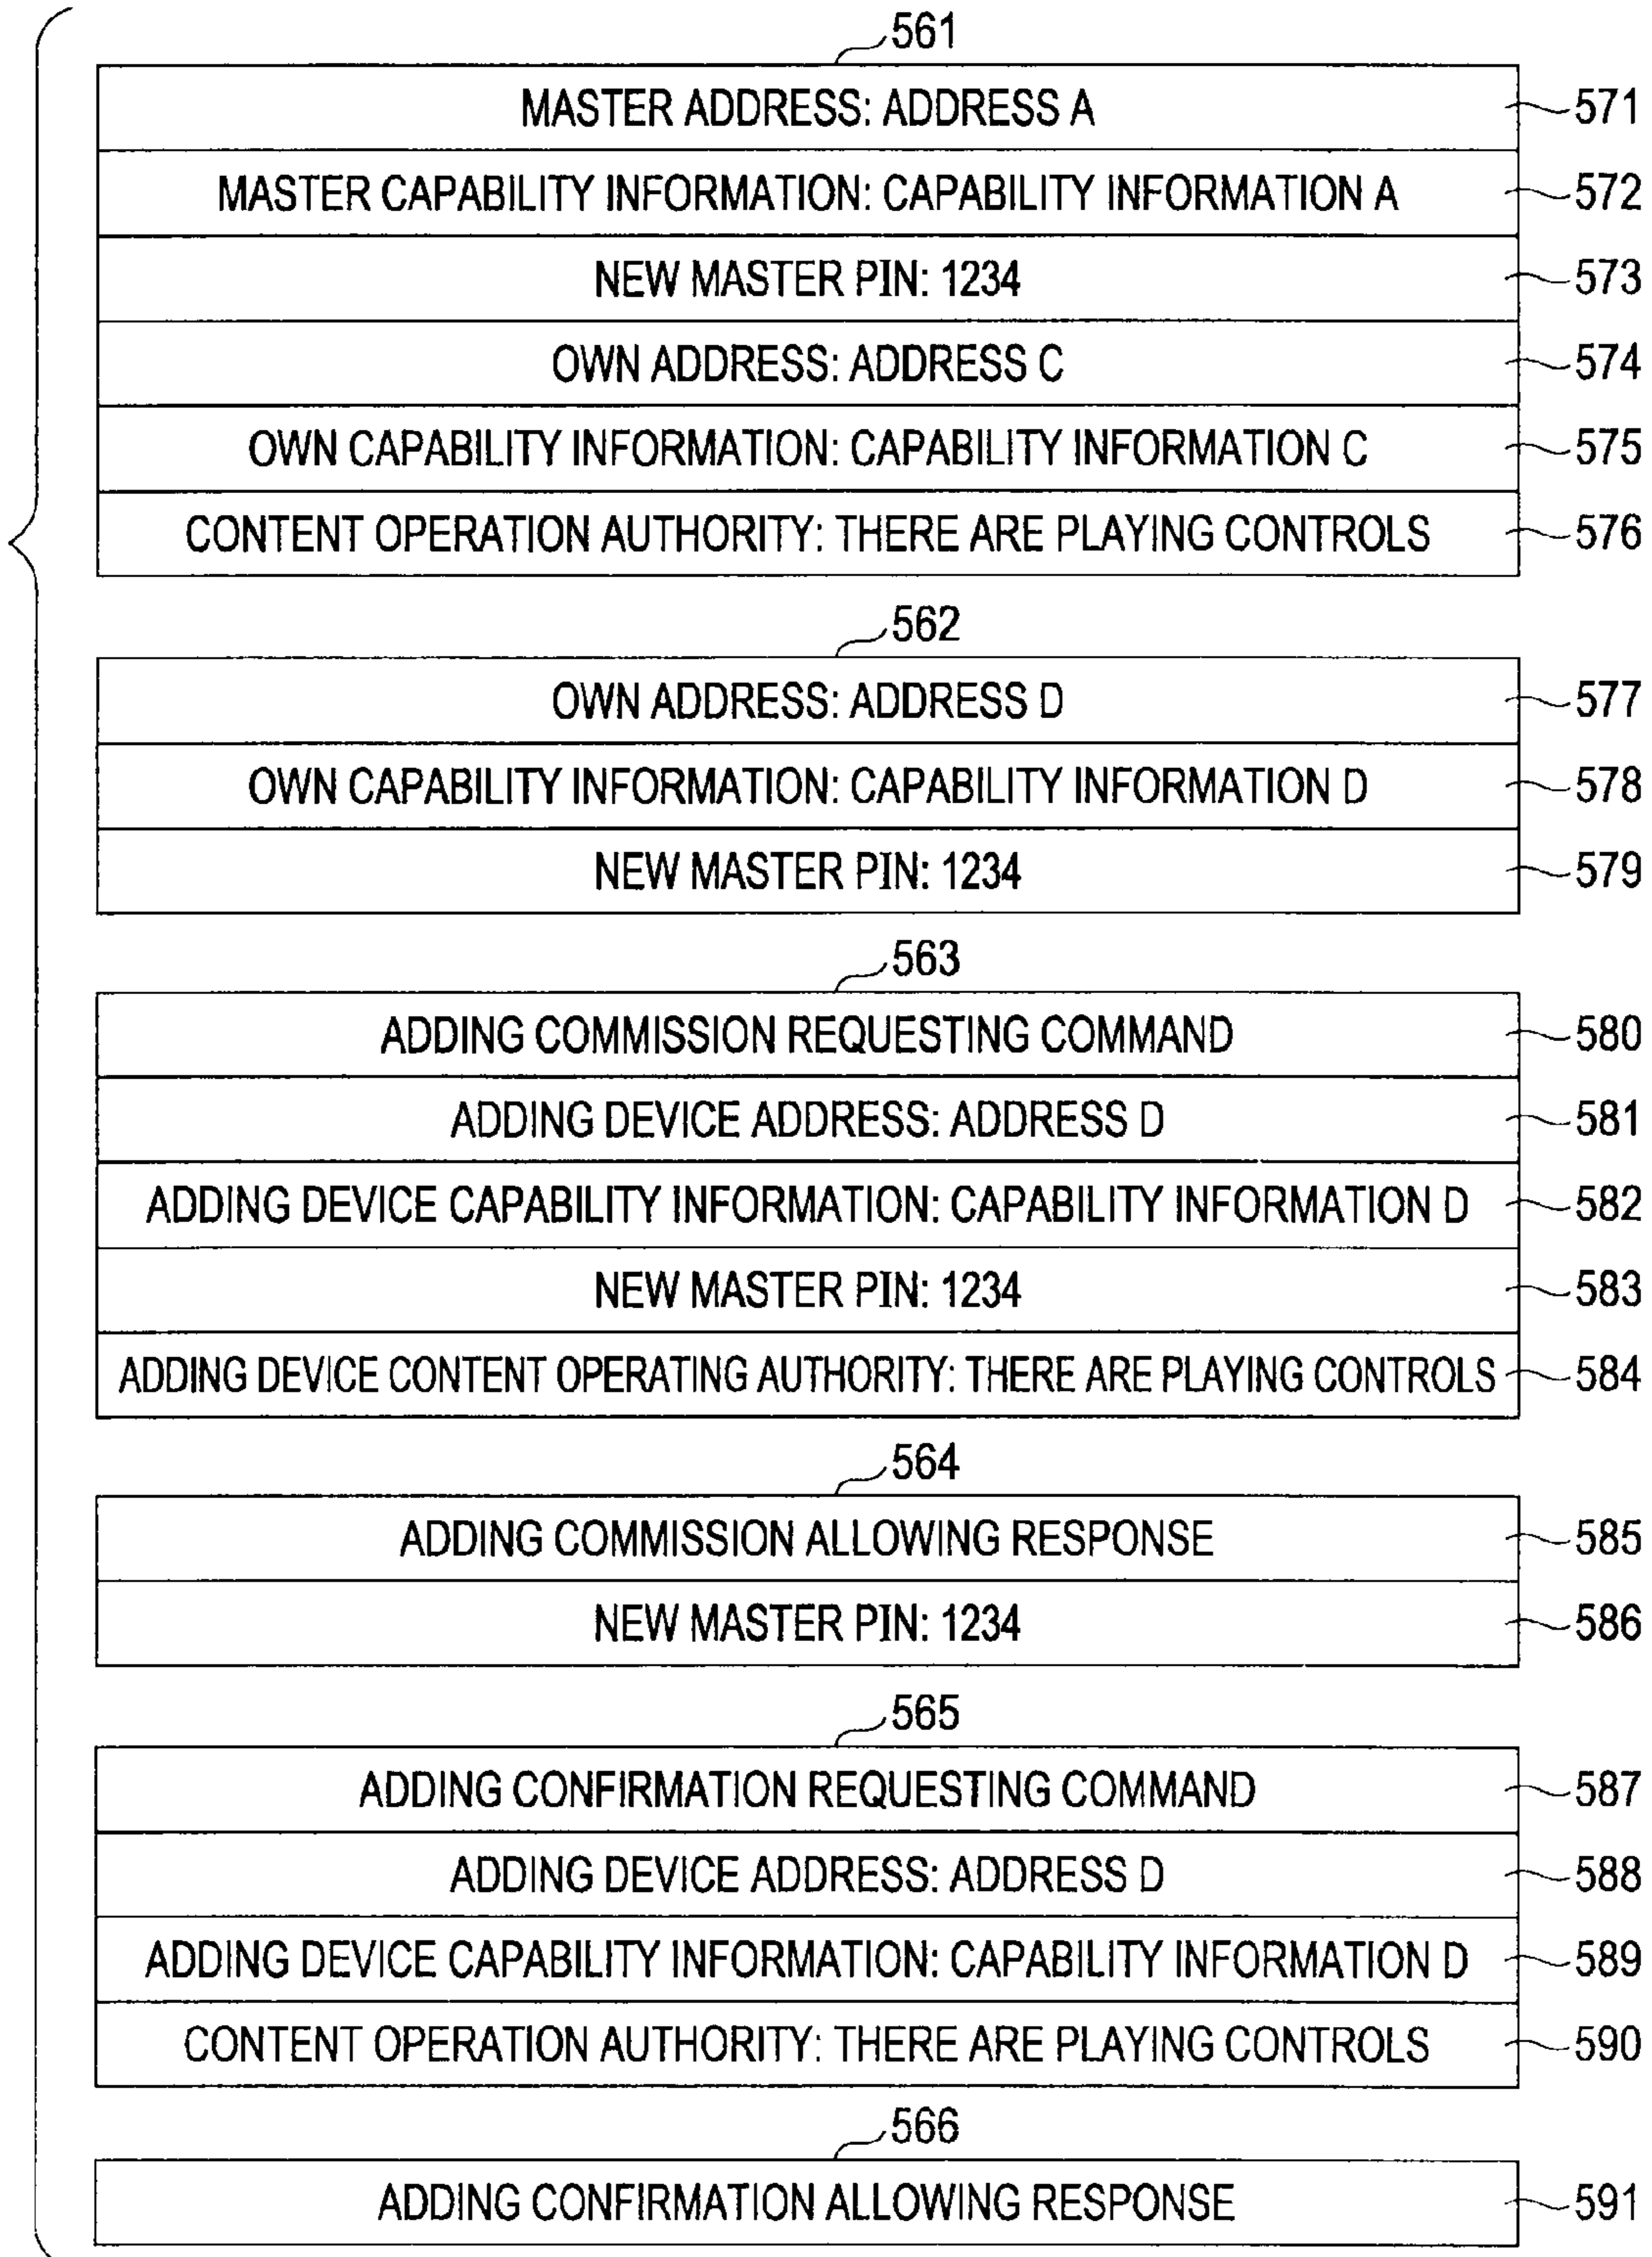 561
MASTER ADDRESS: ADDRESS A 571
MASTER CAPABILITY INFORMATION: CAPABILITY INFORMATION A 572
NEW MASTER PIN: 1234 573
OWN ADDRESS: ADDRESS C 574
OWN CAPABILITY INFORMATION: CAPABILITY INFORMATION C 575
CONTENT OPERATION AUTHORITY: THERE ARE PLAYING CONTROLS 576
562
OWN ADDRESS: ADDRESS D 577
OWN CAPABILITY INFORMATION: CAPABILITY INFORMATION D 578
NEW MASTER PIN: 1234 579
563
ADDING COMMISSION REQUESTING COMMAND 580
ADDING DEVICE ADDRESS: ADDRESS D 581
ADDING DEVICE CAPABILITY INFORMATION: CAPABILITY INFORMATION D 582
NEW MASTER PIN: 1234 583
ADDING DEVICE CONTENT OPERATING AUTHORITY: THERE ARE PLAYING CONTROLS 584
564
ADDING COMMISSION ALLOWING RESPONSE 585
NEW MASTER PIN: 1234 586
565
ADDING CONFIRMATION REQUESTING COMMAND 587
ADDING DEVICE ADDRESS: ADDRESS D 588
ADDING DEVICE CAPABILITY INFORMATION: CAPABILITY INFORMATION D 589
CONTENT OPERATION AUTHORITY: THERE ARE PLAYING CONTROLS 590
566
ADDING CONFIRMATION ALLOWING RESPONSE 591